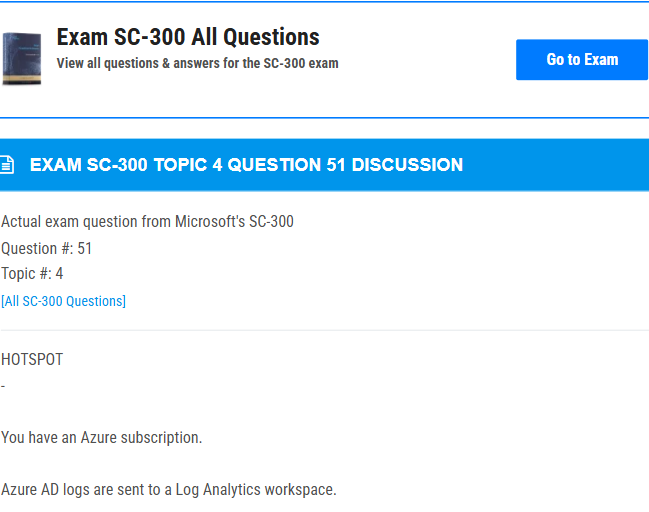 Exam SC-300 All Questions
View all questions & answers for the SC-300 exam
Go to Exam
EXAM SC-300 TOPIC 4 QUESTION 51 DISCUSSION
Actual exam question from Microsoft's SC-300
Question #: 51
Topic #: 4
[All SC-300 Questions]
HOTSPOT
-
You have an Azure subscription.
Azure AD logs are sent to a Log Analytics workspace.